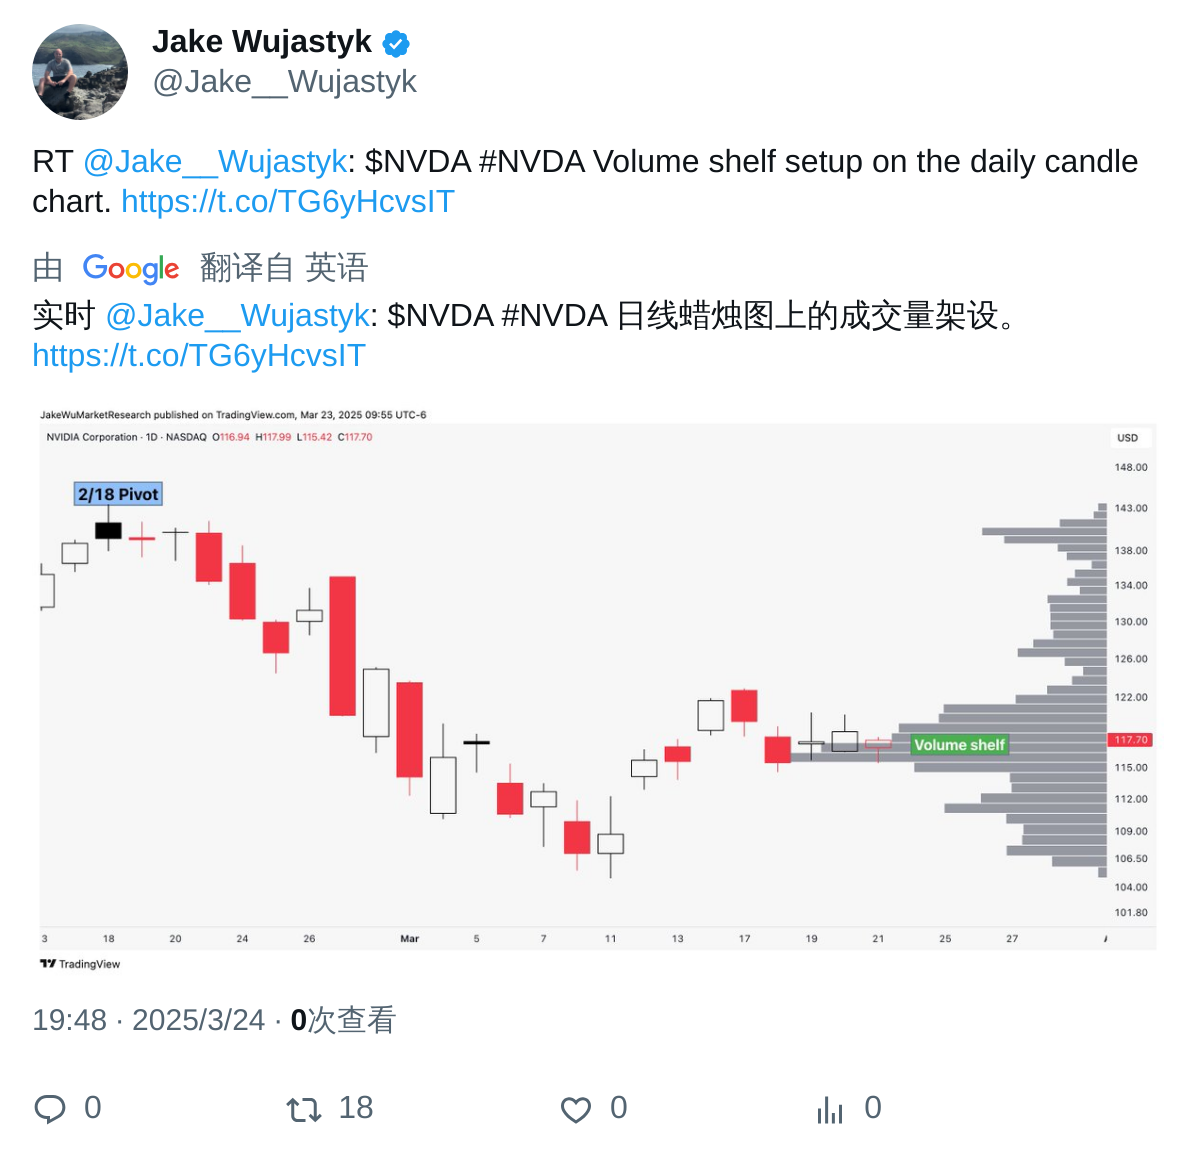 Jake Wujastyk
@Jake__Wujastyk
RT @Jake__Wujastyk: $NVDA #NVDA Volume shelf setup on the daily candle
chart. https://t.co/TG6yHcvsIT
由 Google 翻译自 英语
实时 @Jake__Wujastyk: $NVDA #NVDA 日线蜡烛图上的成交量架设。
https://t.co/TG6yHcvsIT
JakeWuMarketResearch published on TradingView.com, Mar 23, 2025 09:55 UTC-6
NVIDIA Corporation · 1D · NASDAQ O116.94 H117.99 L115.42 C117.70
USD
148.00
2/18 Pivot
143.00
138.00
134.00
130.00
126.00
122.00
117.70
Volume shelf
115.00
112.00
109.00
106.50
104.00
101.80
3 18 20 24 26 Mar 5 7 11 13 17 19 21 25 27
TradingView
19:48 · 2025/3/24 · 0次查看
0 18 0 0